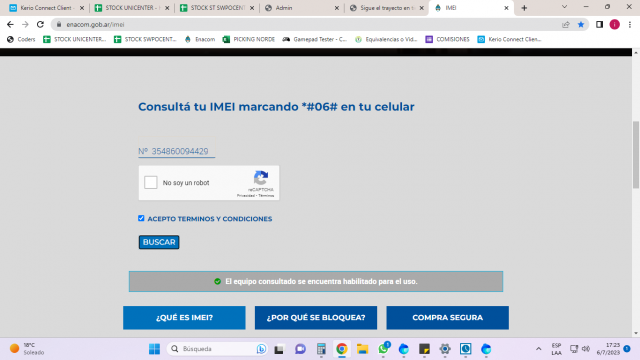 Kerio Connect Client
STOCK UNICENTER -
STOCK ST SWPOCENT
Admin
Sigue el trayecto en
IMEI
enacom.gob.ar/imei
Coders
STOCK UNICENTER...
STOCK SWPOCENT...
Enacom
PICKING NORDE
Gamepad Tester - C...
Equivalencias o Vid...
COMISIONES
Kerio Connect Clien...
Consultá tu IMEI marcando *#06# en tu celular
Nº 354860094429
No soy un robot
reCAPTCHA
Privacidad - Términos
ACEPTO TERMINOS Y CONDICIONES
BUSCAR
El equipo consultado se encuentra habilitado para el uso.
¿QUÉ ES IMEI?
¿POR QUÉ SE BLOQUEA?
COMPRA SEGURA
18°C
Soleado
Búsqueda
ESP
LAA
17:23
6/7/2023